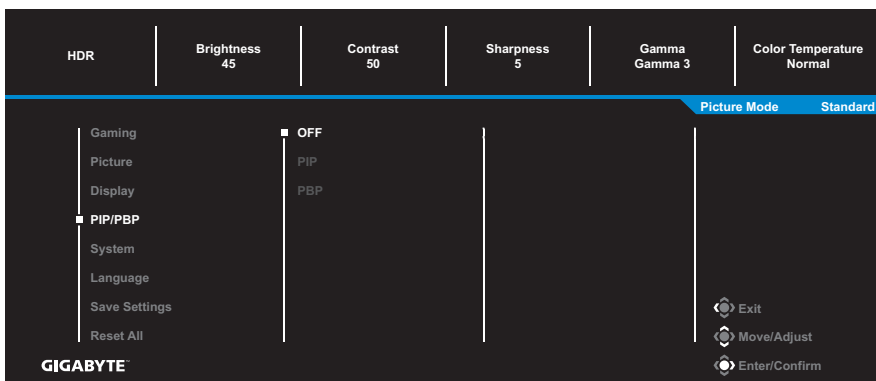 HDR
Brightness
45
Contrast
50
Sharpness
5
Gamma
Gamma 3
Color Temperature
Normal
Picture Mode Standard
Gaming
Picture
Display
PIP/PBP
System
Language
Save Settings
Reset All
OFF
PIP
PBP
Exit
Move/Adjust
Enter/Confirm
GIGABYTE™